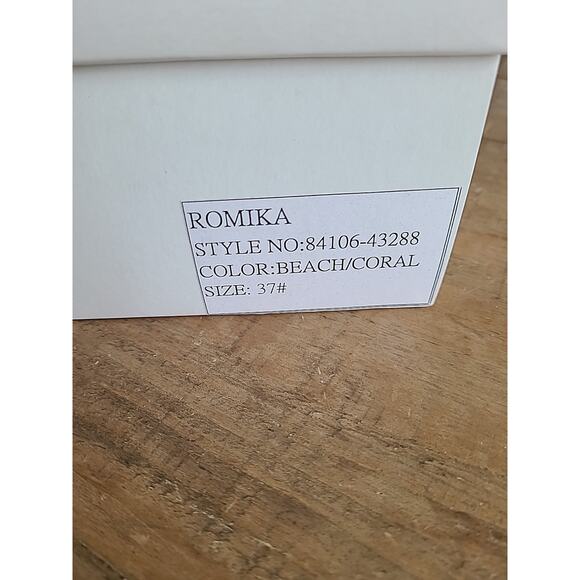 ROMIKA
STYLE NO:84106-43288
COLOR:BEACH/CORAL
SIZE: 37#